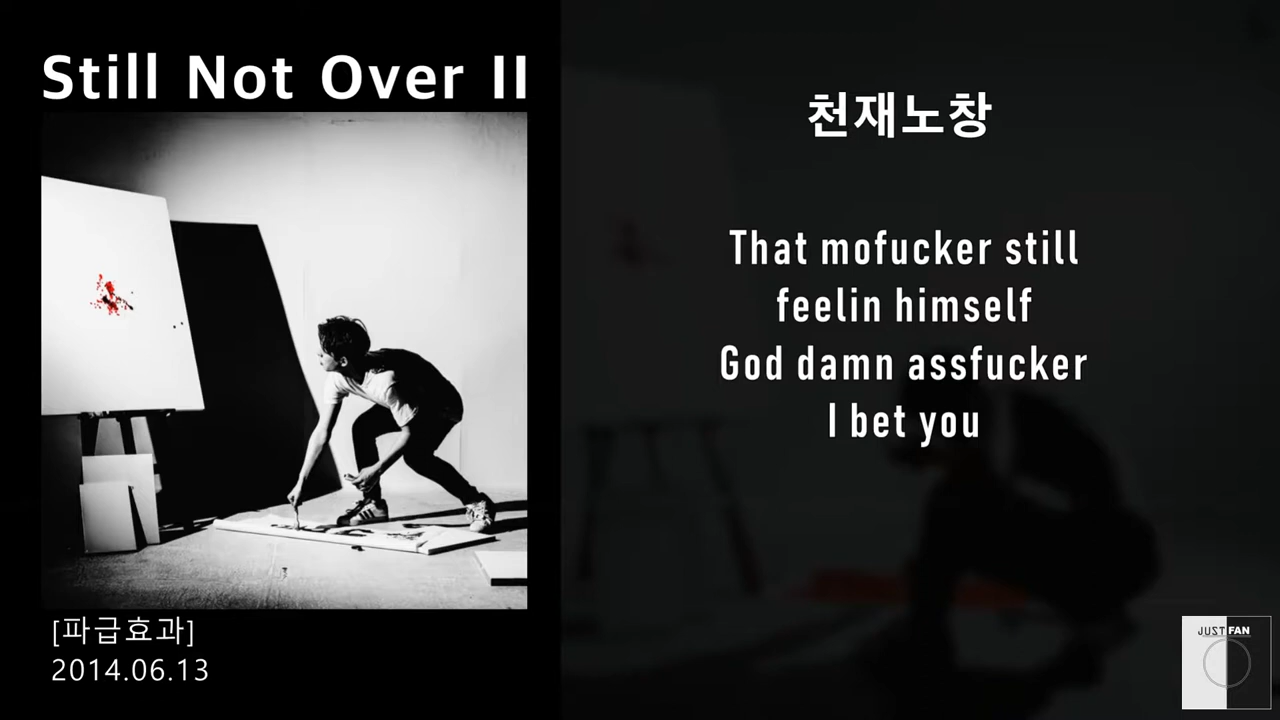 Still Not Over II
[파급효과]
2014.06.13
천재노창
That mofucker still
feelin himself
God damn assfucker
I bet you
JUST FAN